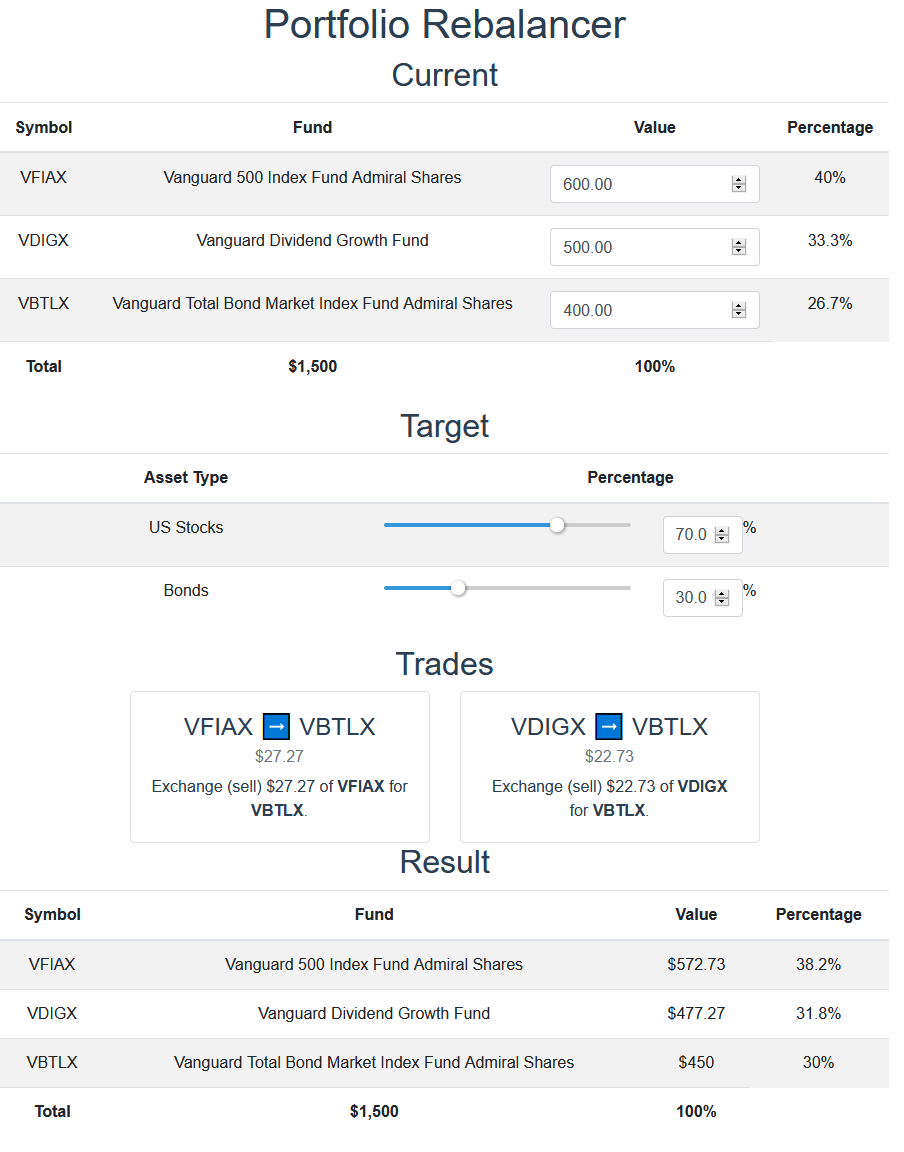 Portfolio Rebalancer
Current
Symbol Fund Value Percentage
VFIAX Vanguard 500 Index Fund Admiral Shares 600.00 40%
VDIGX Vanguard Dividend Growth Fund 500.00 33.3%
VBTLX Vanguard Total Bond Market Index Fund Admiral Shares 400.00 26.7%
Total $1,500 100%
Target
Asset Type Percentage
US Stocks 70.0 %
Bonds 30.0 %
Trades
VFIAX ➡ VBTLX
$27.27
Exchange (sell) $27.27 of VFIAX for
VBTLX.
VDIGX ➡ VBTLX
$22.73
Exchange (sell) $22.73 of VDIGX
for VBTLX.
Result
Symbol Fund Value Percentage
VFIAX Vanguard 500 Index Fund Admiral Shares $572.73 38.2%
VDIGX Vanguard Dividend Growth Fund $477.27 31.8%
VBTLX Vanguard Total Bond Market Index Fund Admiral Shares $450 30%
Total $1,500 100%